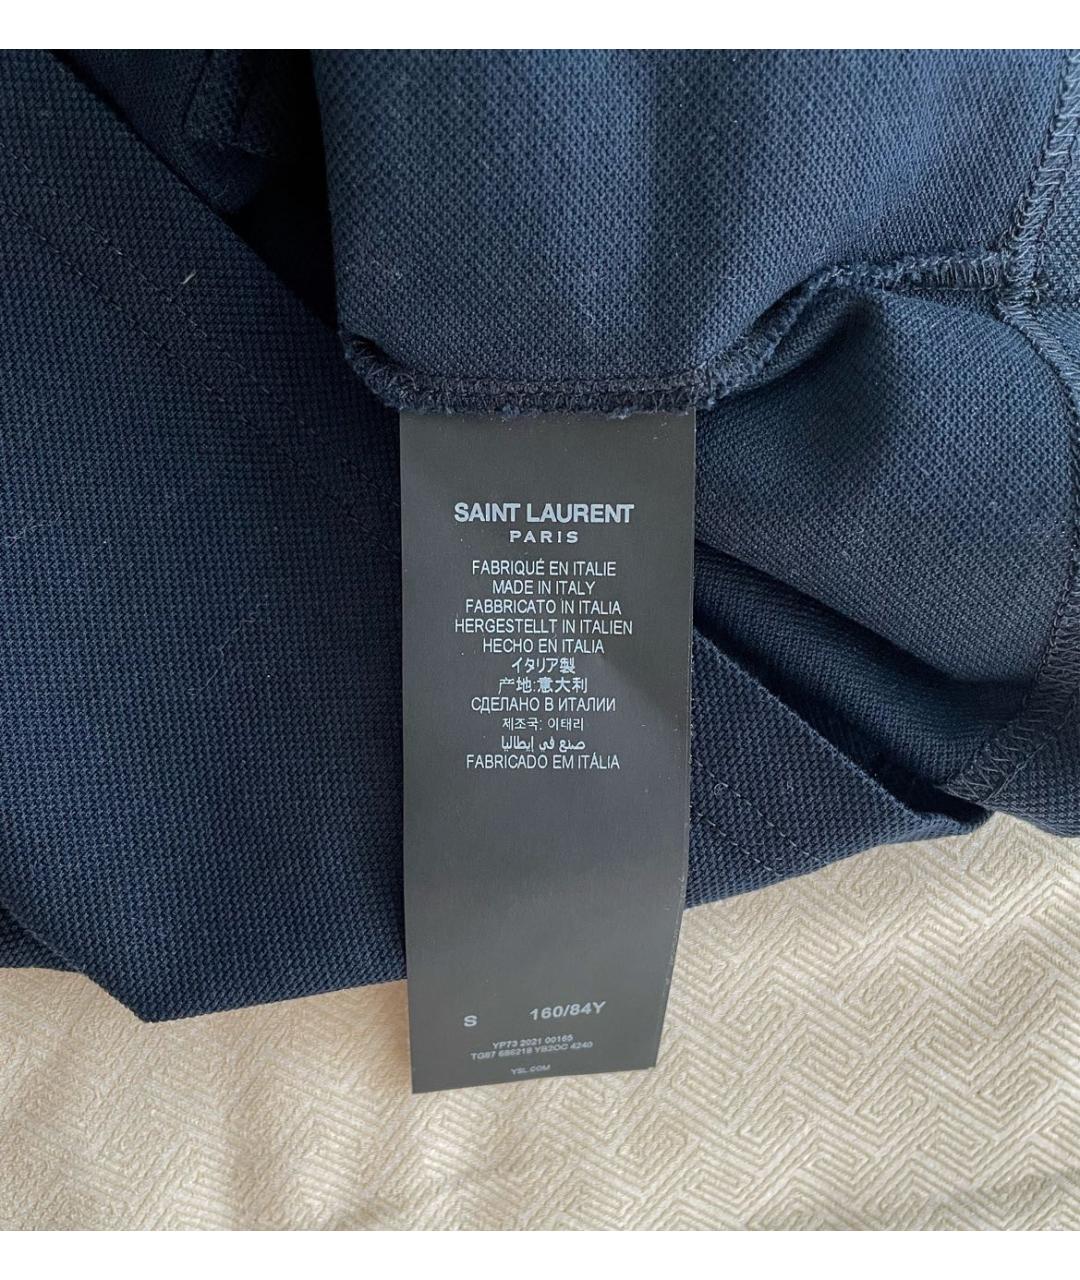 SAINT LAURENT
PARIS
FABRIQUÉ EN ITALIE
MADE IN ITALY
FABBRICATO IN ITALIA
HERGESTELLT IN ITALIEN
HECHO EN ITALIA
イタリア製
产地:意大利
СДЕЛАНО В ИТАЛИИ
제조국: 이태리
صنع في إيطاليا
FABRICADO EM ITÁLIA
S 160/84Y
YP73 2021 00165
TG87 686218 YB2OC 4240
YSL.COM